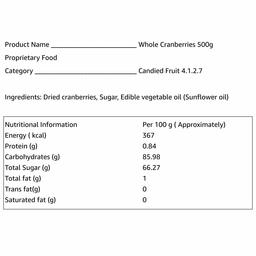 Product Name ________________ Whole Cranberries 500g
Proprietary Food
Category ________________ Candied Fruit 4.1.2.7
Ingredients: Dried cranberries, Sugar, Edible vegetable oil (Sunflower oil)
Nutritional Information Per 100 g ( Approximately)
Energy ( kcal) 367
Protein (g) 0.84
Carbohydrates (g) 85.98
Total Sugar (g) 66.27
Total fat (g) 1
Trans fat(g) 0
Saturated fat (g) 0